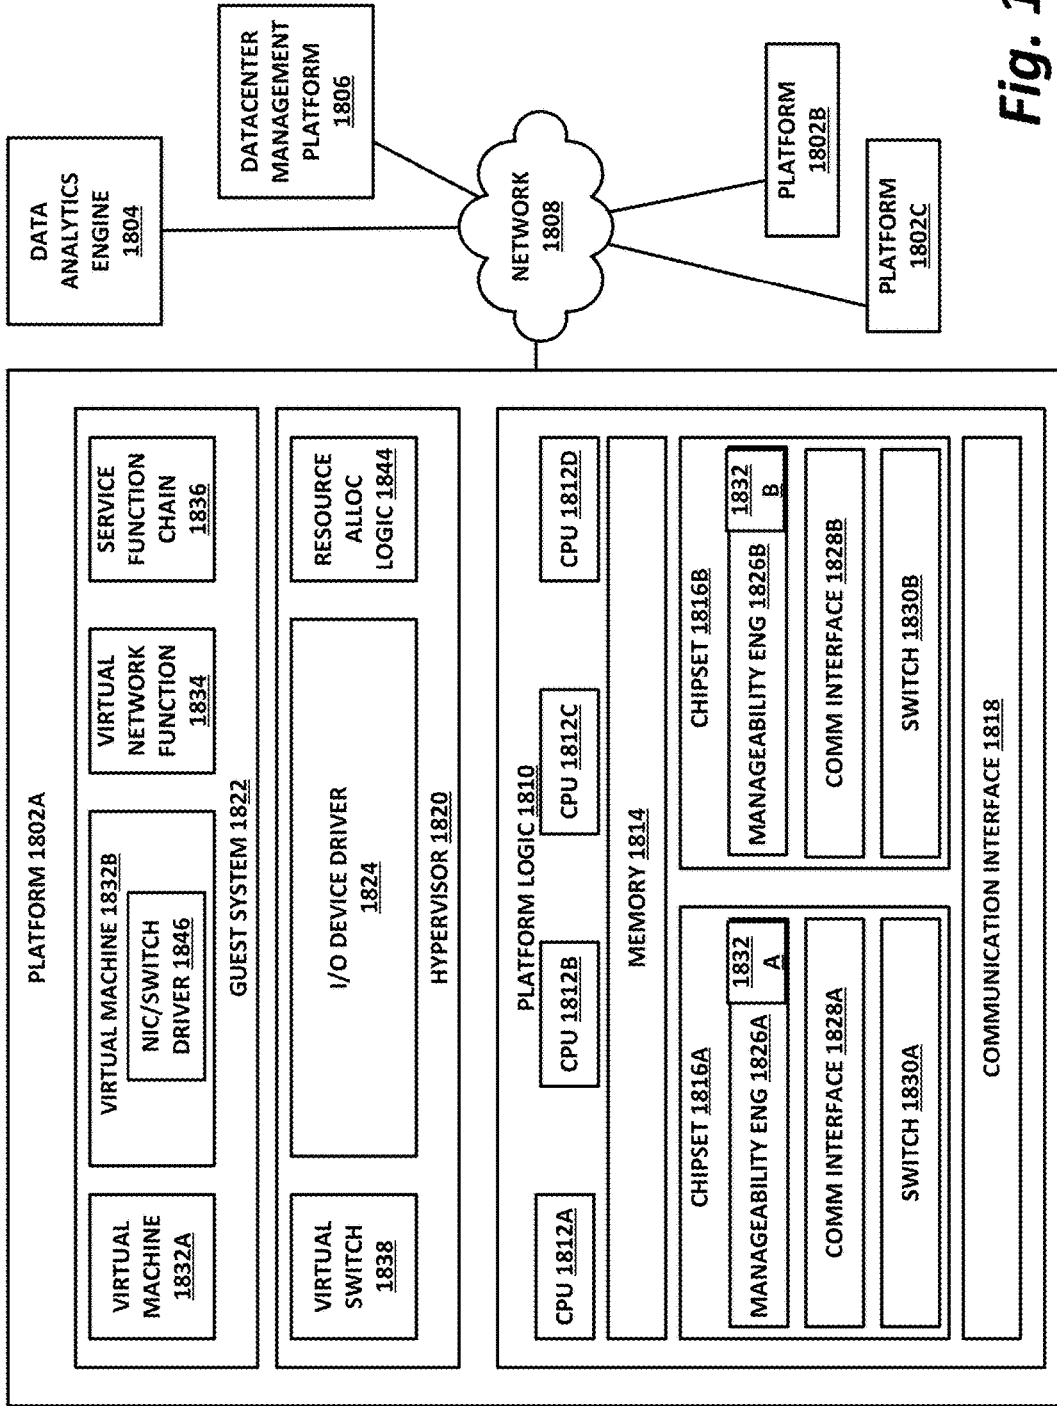 PLATFORM 1802A
VIRTUAL
MACHINE
1832A
VIRTUAL MACHINE 1832B
NIC/SWITCH
DRIVER 1846
VIRTUAL
NETWORK
FUNCTION
1834
SERVICE
FUNCTION
CHAIN
1836
GUEST SYSTEM 1822
VIRTUAL
SWITCH
1838
I/O DEVICE DRIVER
1824
RESOURCE
ALLOC
LOGIC 1844
HYPERVISOR 1820
PLATFORM LOGIC 1810
CPU 1812A
CPU 1812B
CPU 1812C
CPU 1812D
MEMORY 1814
CHIPSET 1816A
MANAGEABILITY ENG 1826A
1832
A
COMM INTERFACE 1828A
SWITCH 1830A
CHIPSET 1816B
MANAGEABILITY ENG 1826B
1832
B
COMM INTERFACE 1828B
SWITCH 1830B
COMMUNICATION INTERFACE 1818
DATA
ANALYTICS
ENGINE
1804
DATACENTER
MANAGEMENT
PLATFORM
1806
NETWORK
1808
PLATFORM
1802B
PLATFORM
1802C
Fig.